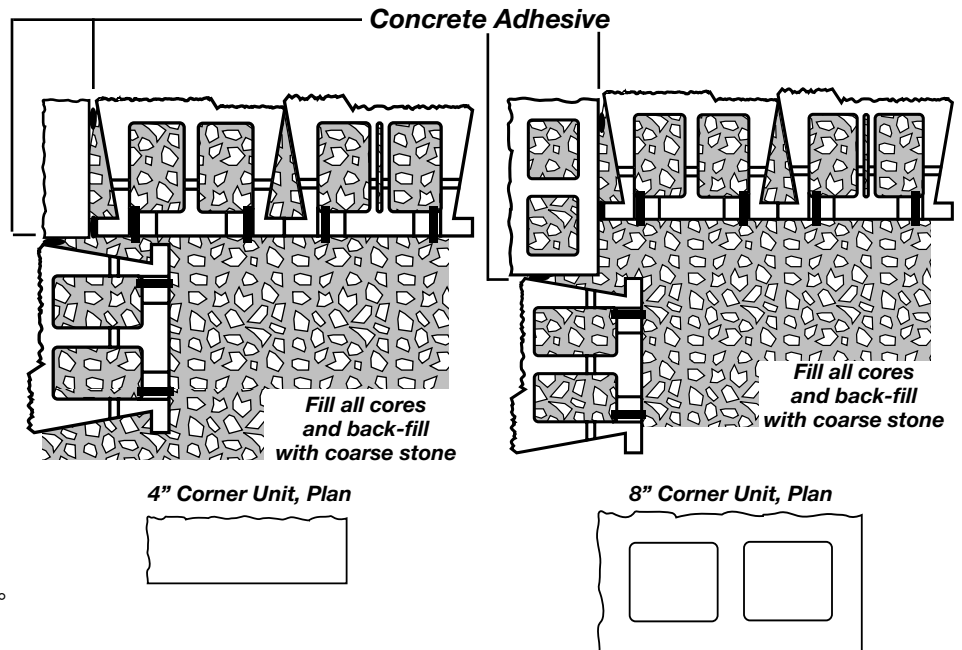 Concrete Adhesive
Fill all cores
and back-fill
with coarse stone
Fill all cores
and back-fill
with coarse stone
4” Corner Unit, Plan
8” Corner Unit, Plan
°